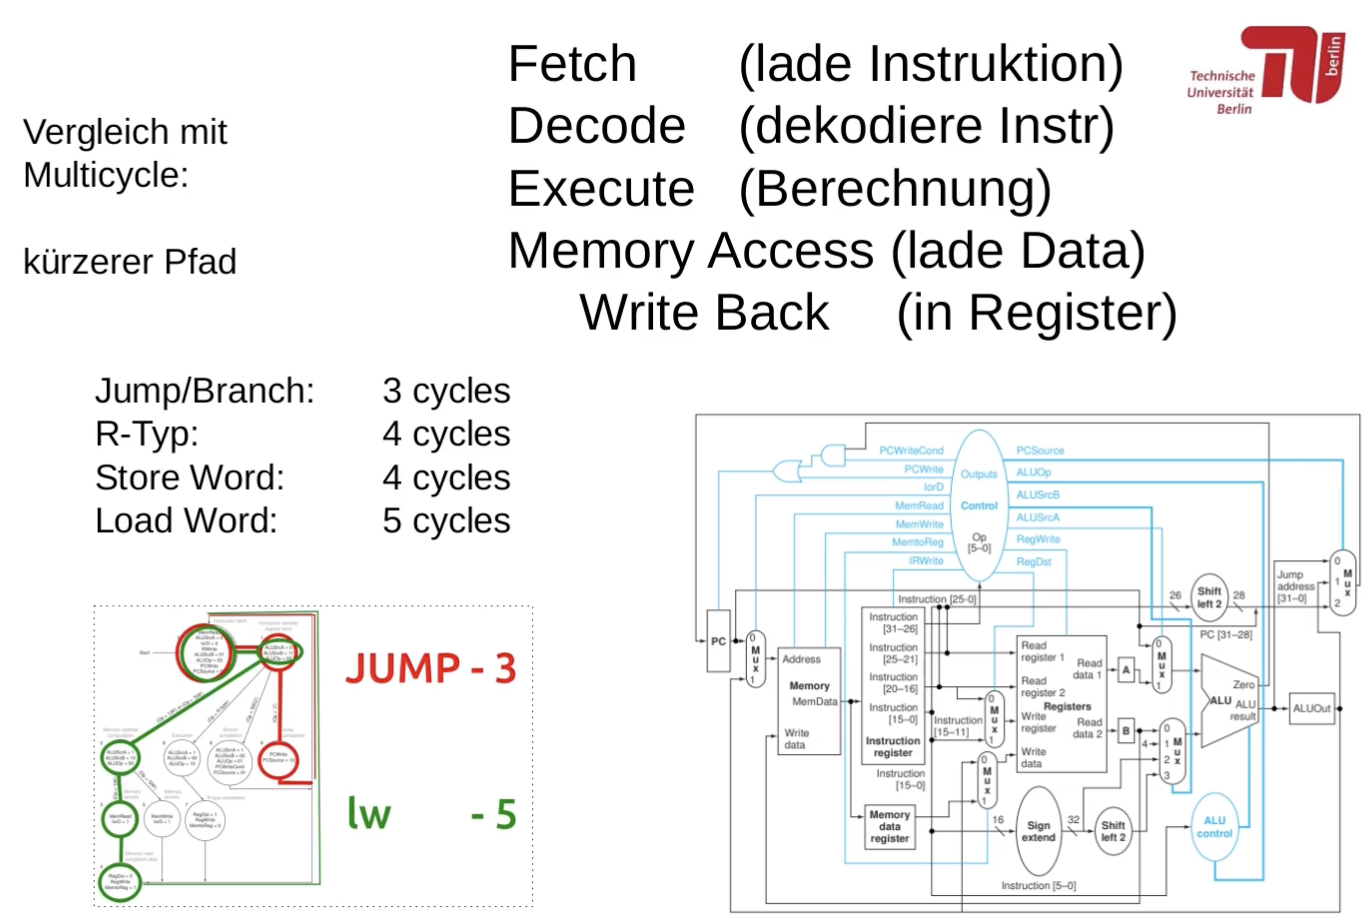 Fetch (lade Instruktion)
Decode (dekodiere Instr)
Execute (Berechnung)
Memory Access (lade Data)
Write Back (in Register)
Technische
Universität
Berlin
berlin
Vergleich mit
Multicycle:
kürzerer Pfad
Jump/Branch: 3 cycles
R-Typ: 4 cycles
Store Word: 4 cycles
Load Word: 5 cycles
JUMP - 3
lw - 5
Start
PCWriteCond
PCWrite
IorD
MemRead
MemWrite
MemtoReg
IRWrite
Outputs
Control
Op
[5–0]
PCSource
ALUOp
ALUSrcB
ALUSrcA
RegWrite
RegDst
PC
0
M
u
x
1
Address
Memory
MemData
Write
data
Instruction [25-0]
Instruction
[31–26]
Instruction
[25–21]
Instruction
[20–16]
Instruction
[15–0]
Instruction
register
Instruction
[15–0]
Memory
data
register
Instruction
[15–11]
0
M
u
x
1
0
M
u
x
1
Read
register 1
Read
register 2
Registers
Write
register
Write
data
Read
data 1
Read
data 2
16
Sign
extend
32
Shift
left 2
A
B
4
0
M
u
x
1
0
1 M
u
2 x
3
26
Shift
left 2
28
PC [31–28]
Jump
address
[31–0]
0
M
1 u
x
2
Zero
ALU ALU
result
ALUOut
ALU
control
Instruction [5–0]